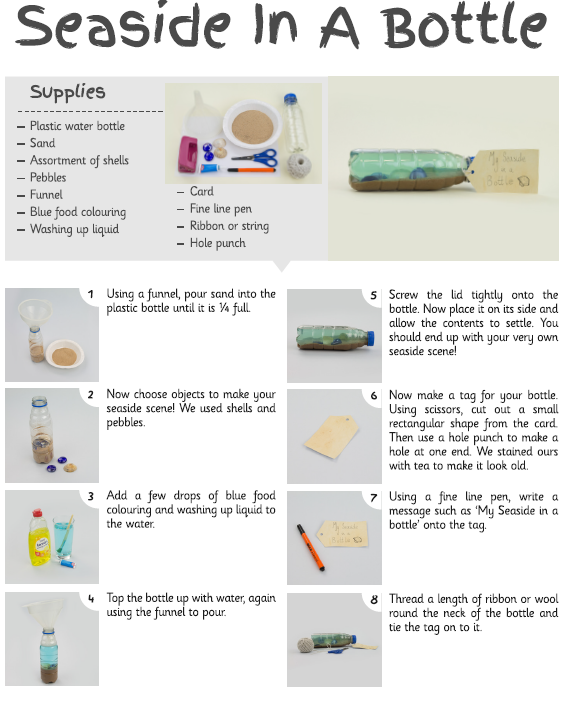 Seaside In A Bottle
Supplies
– Plastic water bottle
– Sand
– Assortment of shells
– Pebbles
– Funnel
– Blue food colouring
– Washing up liquid
– Card
– Fine line pen
– Ribbon or string
– Hole punch
My Seaside
in a
Bottle
1 Using a funnel, pour sand into the
plastic bottle until it is ¼ full.
2 Now choose objects to make your
seaside scene! We used shells and
pebbles.
3 Add a few drops of blue food
colouring and washing up liquid to
the water.
4 Top the bottle up with water, again
using the funnel to pour.
5 Screw the lid tightly onto the
bottle. Now place it on its side and
allow the contents to settle. You
should end up with your very own
seaside scene!
6 Now make a tag for your bottle.
Using scissors, cut out a small
rectangular shape from the card.
Then use a hole punch to make a
hole at one end. We stained ours
with tea to make it look old.
7 Using a fine line pen, write a
message such as ‘My Seaside in a
bottle’ onto the tag.
My Seaside
in a
Bottle
8 Thread a length of ribbon or wool
round the neck of the bottle and
tie the tag on to it.